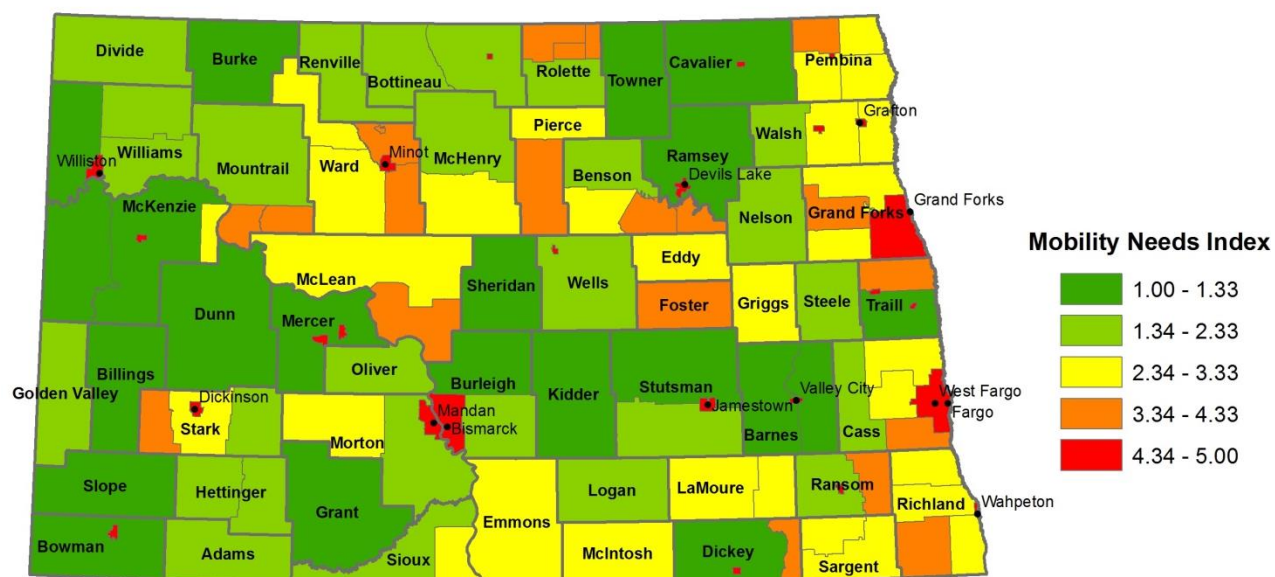 Divide
Burke
Renville
Bottineau
Rolette
Towner
Cavalier
Pembina
Grafton
Williams
Williston
Mountrail
Ward
Minot
McHenry
Pierce
Benson
Ramsey
Devils Lake
Walsh
Nelson
Grand Forks
Grand Forks
McKenzie
McLean
Sheridan
Wells
Eddy
Foster
Griggs
Steele
Traill
Dunn
Mercer
Oliver
Golden Valley
Billings
Dickinson
Stark
Morton
Mandan
Bismarck
Burleigh
Kidder
Stutsman
Jamestown
Valley City
Barnes
Cass
West Fargo
Fargo
Slope
Hettinger
Grant
Bowman
Adams
Sioux
Emmons
Logan
LaMoure
Ransom
Richland
Wahpeton
McIntosh
Dickey
Sargent
Mobility Needs Index
1.00 - 1.33
1.34 - 2.33
2.34 - 3.33
3.34 - 4.33
4.34 - 5.00